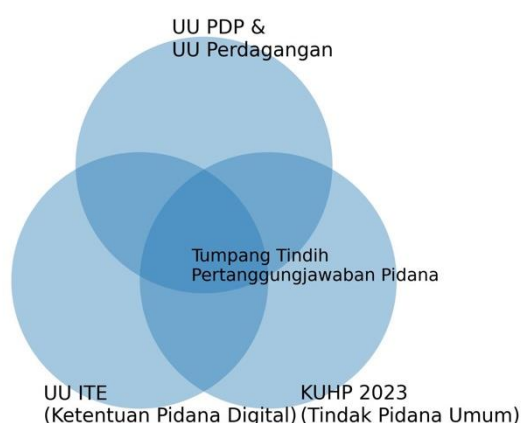 UU PDP &
UU Perdagangan
Tumpang Tindih
Pertanggungjawaban Pidana
UU ITE
(Ketentuan Pidana Digital)
KUHP 2023
(Tindak Pidana Umum)